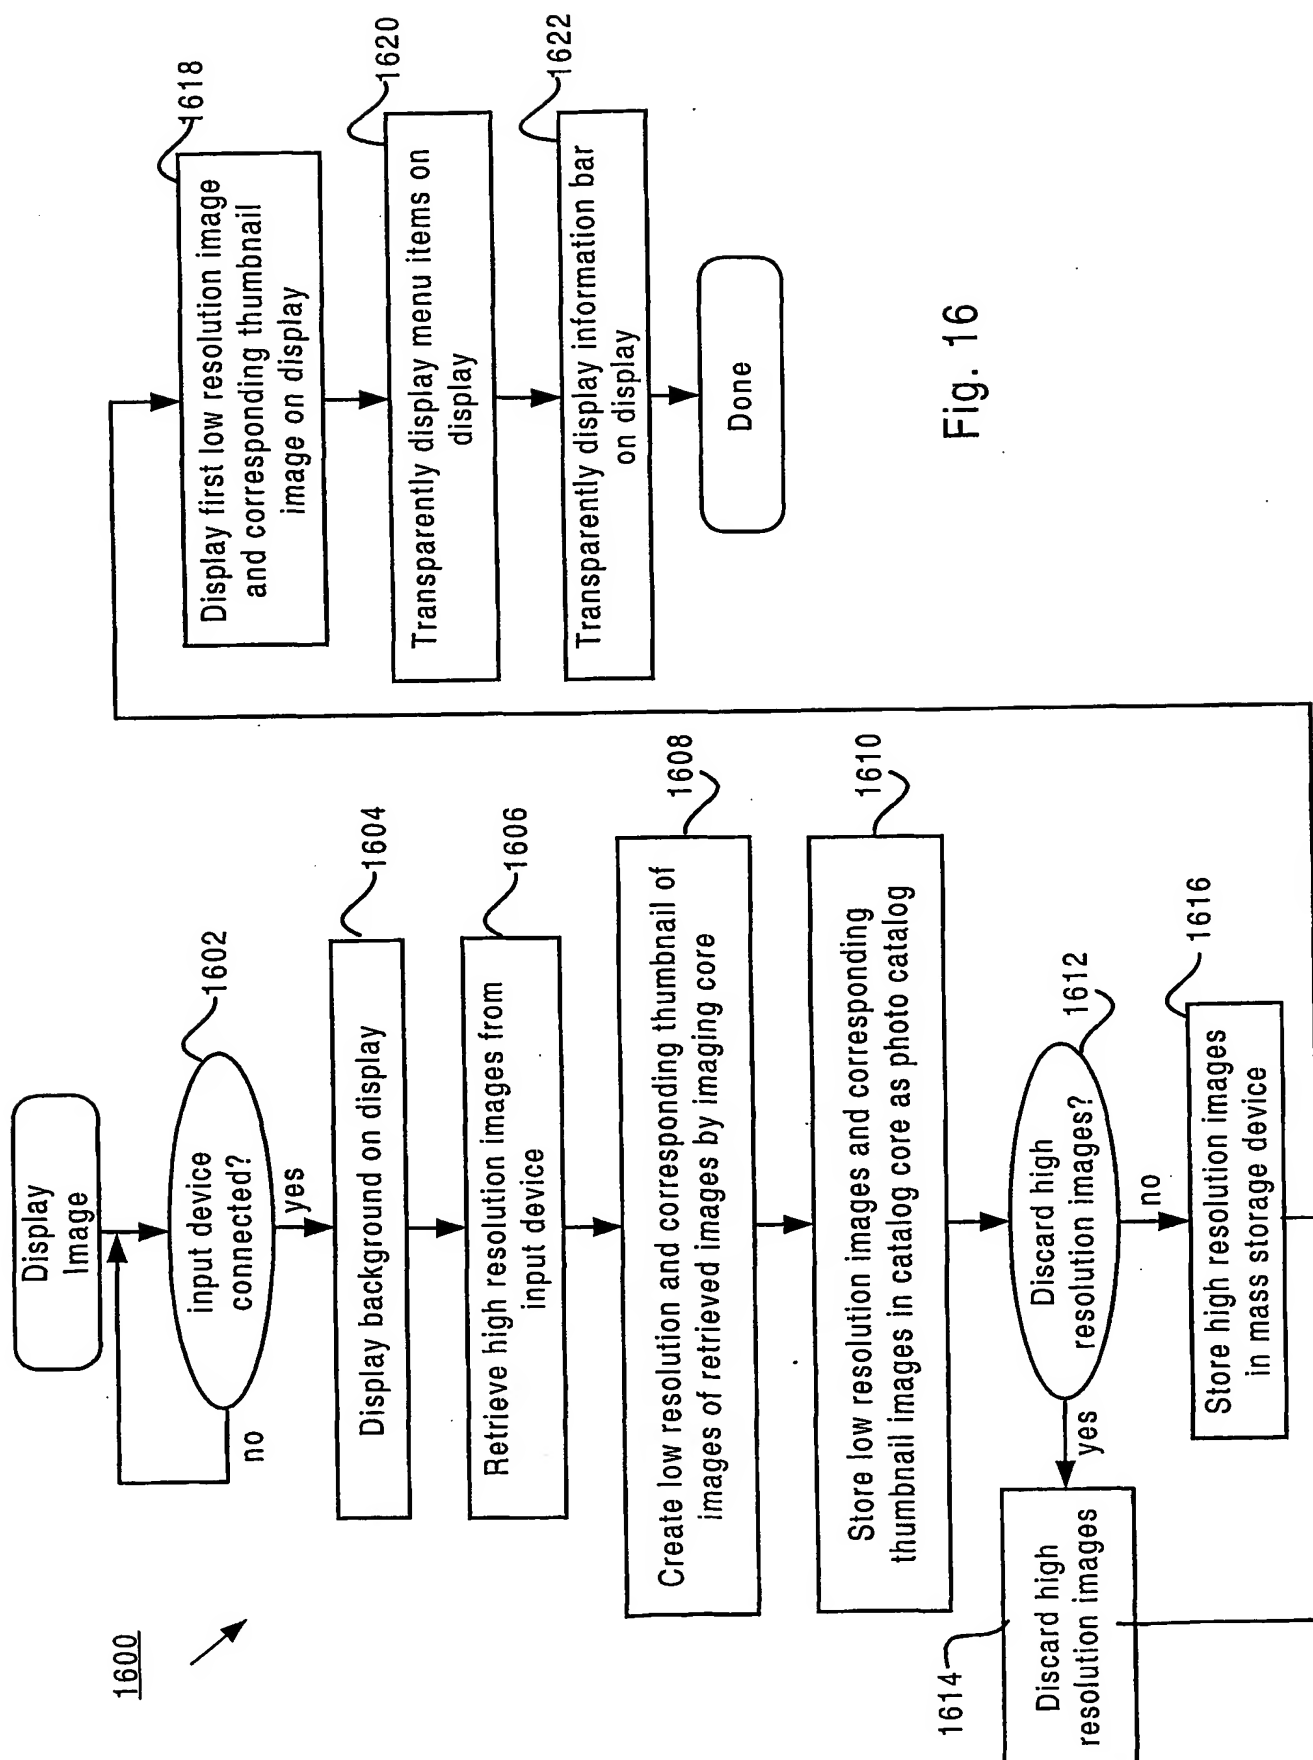 1600
Display
Image
input device
connected?
1602
no
yes
Display background on display
1604
Retrieve high resolution images from
input device
1606
Create low resolution and corresponding thumbnail of
images of retrieved images by imaging core
1608
Store low resolution images and corresponding
thumbnail images in catalog core as photo catalog
1610
Discard high
resolution images?
1612
yes
no
1614
Discard high
resolution images
Store high resolution images
in mass storage device
1616
Display first low resolution image
and corresponding thumbnail
image on display
1618
Transparently display menu items on
display
1620
Transparently display information bar
on display
1622
Done
Fig. 16